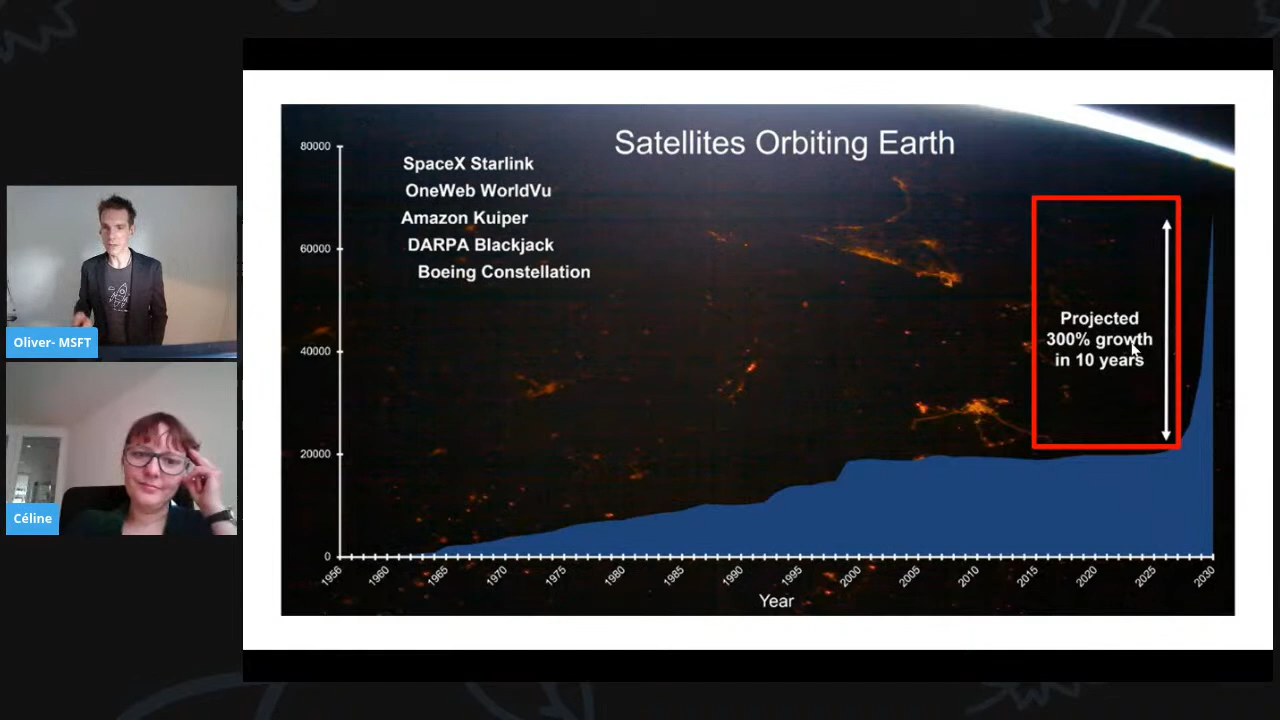 Satellites Orbiting Earth
80000
60000
40000
20000
0
SpaceX Starlink
OneWeb WorldVu
Amazon Kuiper
DARPA Blackjack
Boeing Constellation
Projected
300% growth
in 10 years
1956
1960
1965
1970
1975
1980
1985
1990
1995
2000
2005
2010
2015
2020
2025
2030
Year
Oliver- MSFT
Céline